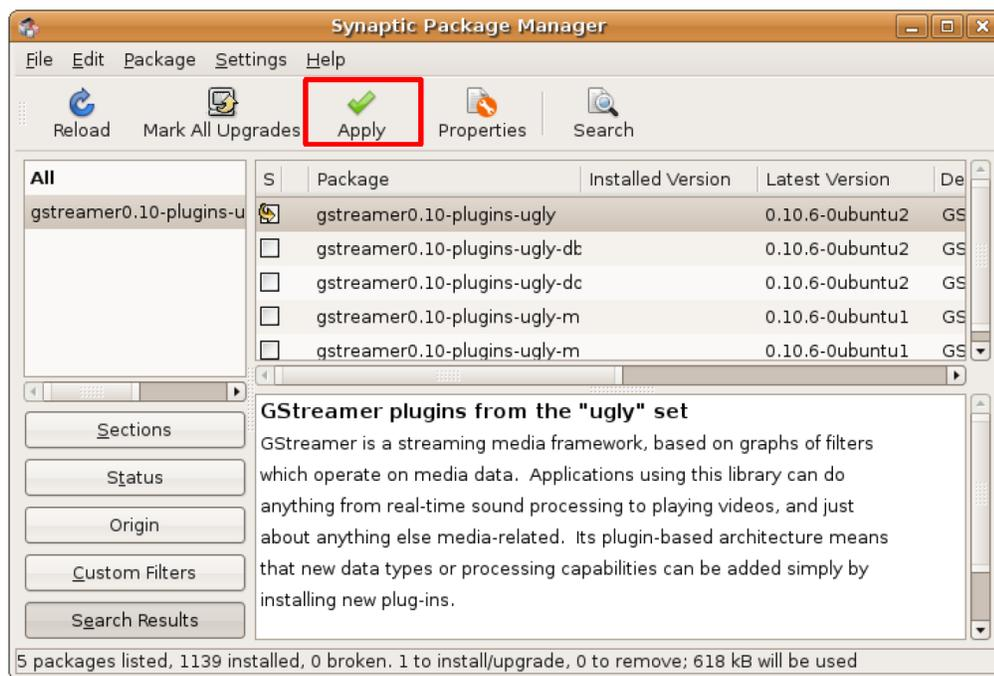 Synaptic Package Manager
File Edit Package Settings Help
Reload Mark All Upgrades Apply Properties Search
All
gstreamer0.10-plugins-u
S Package Installed Version Latest Version De
gstreamer0.10-plugins-ugly 0.10.6-0ubuntu2 GS
gstreamer0.10-plugins-ugly-db 0.10.6-0ubuntu2 GS
gstreamer0.10-plugins-ugly-dc 0.10.6-0ubuntu2 GS
gstreamer0.10-plugins-ugly-m 0.10.6-0ubuntu1 GS
gstreamer0.10-plugins-ugly-m 0.10.6-0ubuntu1 GS
Sections
Status
Origin
Custom Filters
Search Results
GStreamer plugins from the "ugly" set
GStreamer is a streaming media framework, based on graphs of filters
which operate on media data. Applications using this library can do
anything from real-time sound processing to playing videos, and just
about anything else media-related. Its plugin-based architecture means
that new data types or processing capabilities can be added simply by
installing new plug-ins.
5 packages listed, 1139 installed, 0 broken. 1 to install/upgrade, 0 to remove; 618 kB will be used